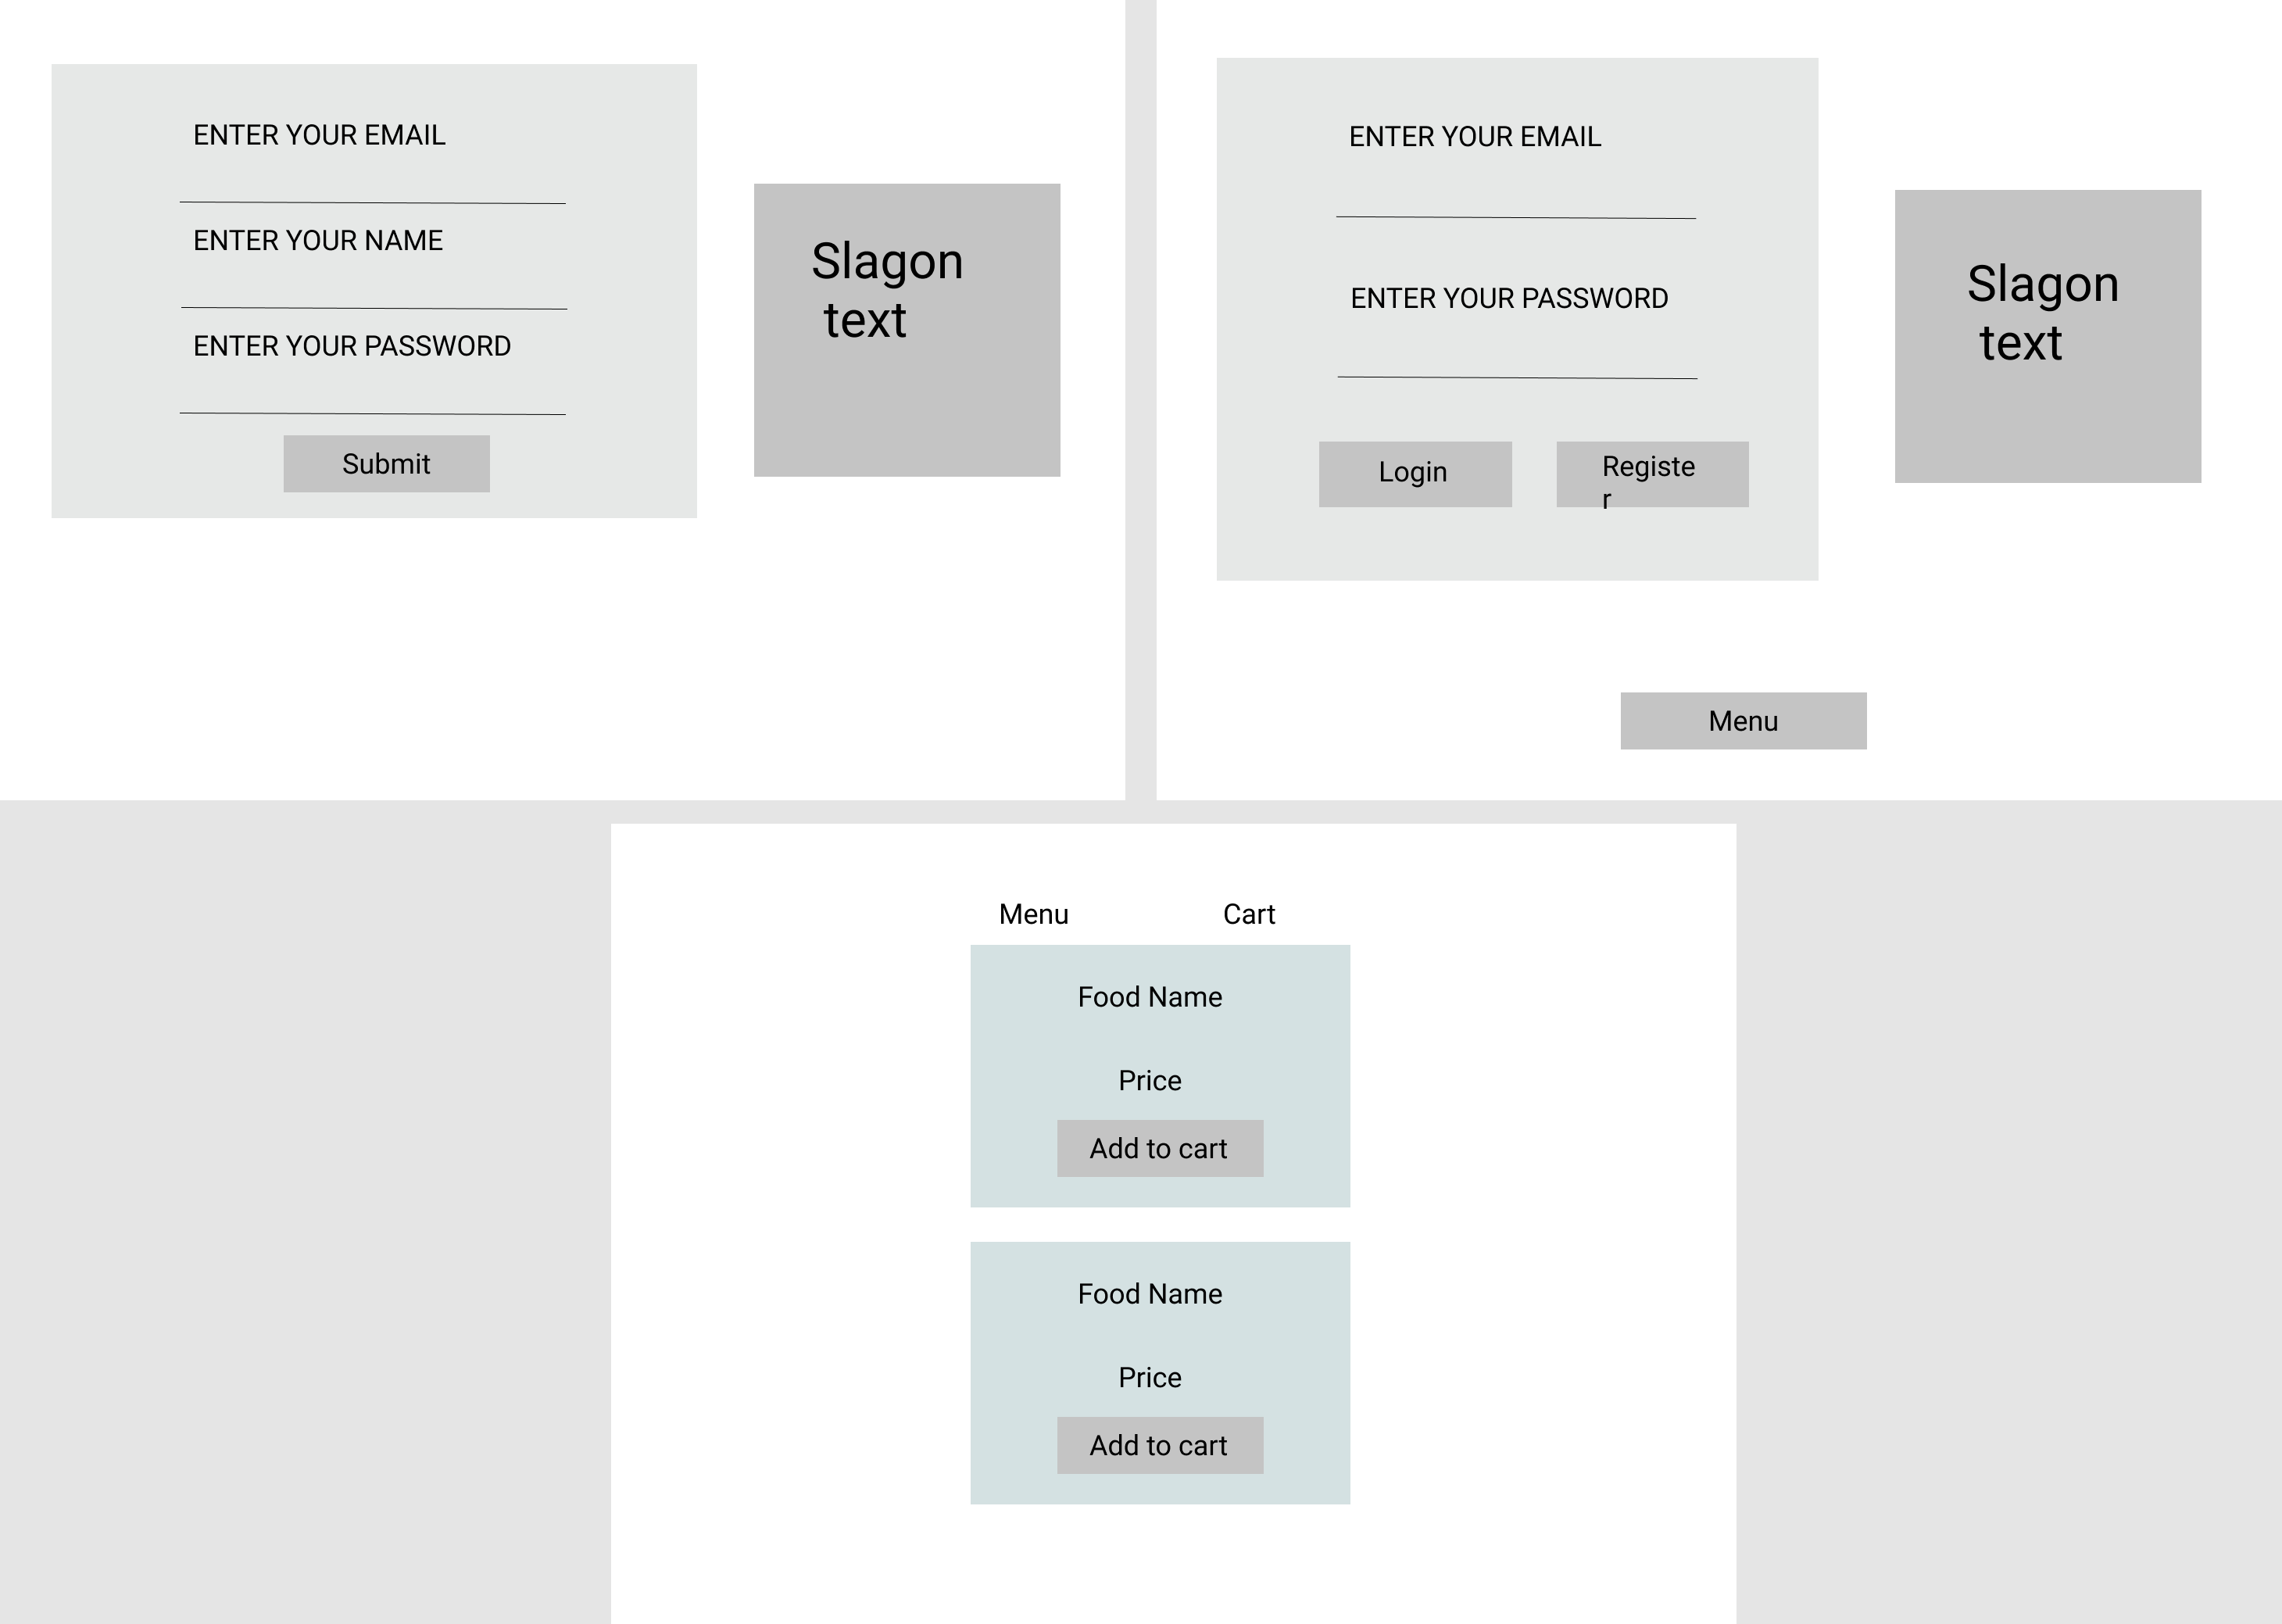 ENTER YOUR EMAIL
ENTER YOUR NAME
ENTER YOUR PASSWORD
Submit
Slagon
text
ENTER YOUR EMAIL
ENTER YOUR PASSWORD
Login
Registe
r
Slagon
text
Menu
Menu
Cart
Food Name
Price
Add to cart
Food Name
Price
Add to cart